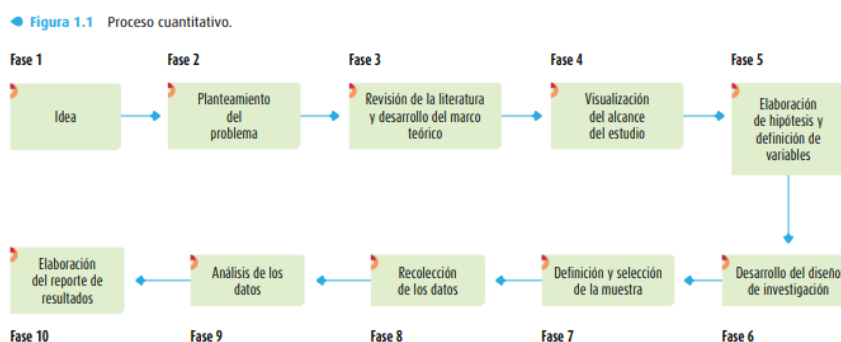 Figura 1.1 Proceso cuantitativo.
Fase 1
Fase 2
Fase 3
Fase 4
Fase 5
Idea
Planteamiento
del
problema
Revisión de la literatura
y desarrollo del marco
teórico
Visualización
del alcance
del estudio
Elaboración
de hipótesis y
definición de
variables
Elaboración
del reporte de
resultados
Análisis de los
datos
Recolección
de los datos
Definición y selección
de la muestra
Desarrollo del diseño
de investigación
Fase 10
Fase 9
Fase 8
Fase 7
Fase 6